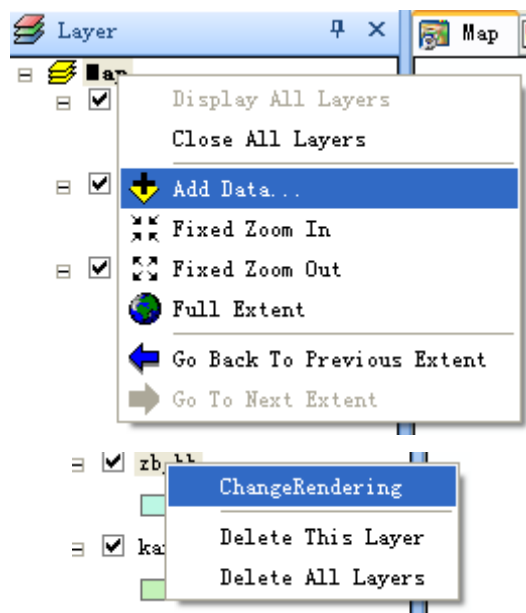 Layer
Map
Map
Display All Layers
Close All Layers
Add Data...
Fixed Zoom In
Fixed Zoom Out
Full Extent
Go Back To Previous Extent
Go To Next Extent
ChangeRendering
Delete This Layer
Delete All Layers